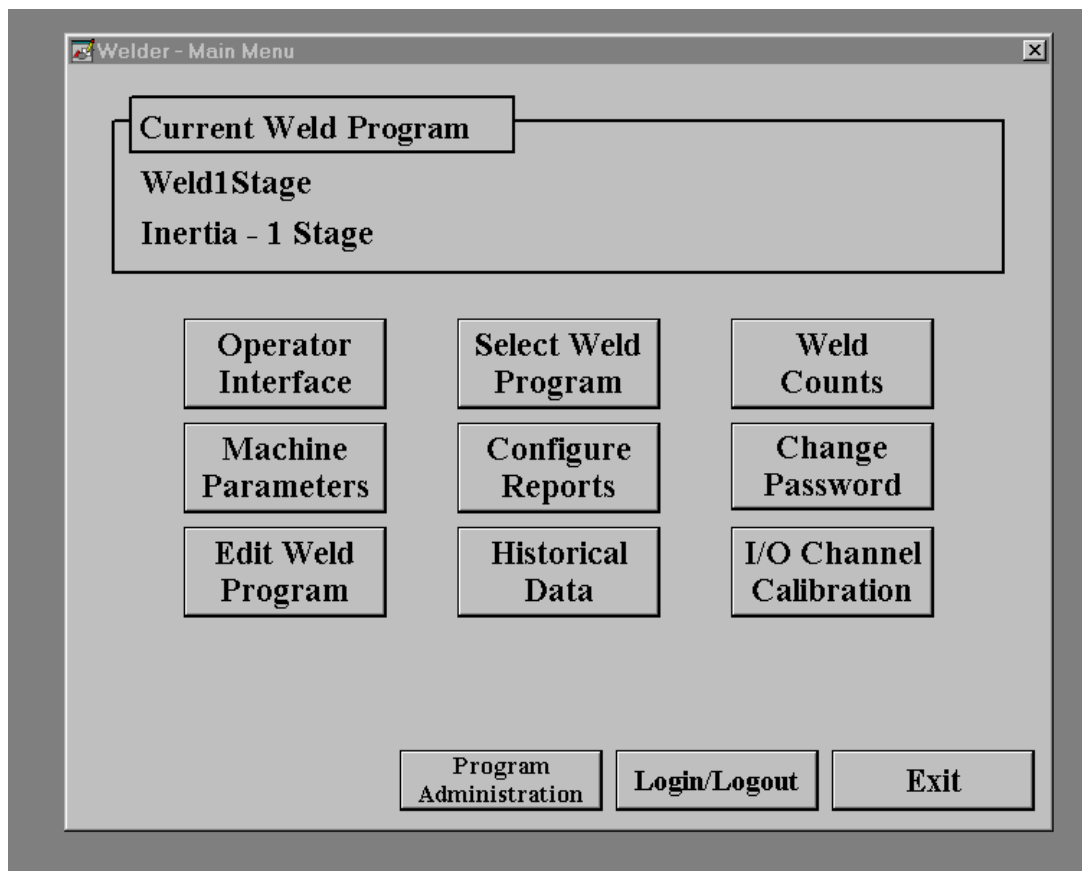 Welder - Main Menu
Current Weld Program
Weld1Stage
Inertia - 1 Stage
Operator
Interface
Select Weld
Program
Weld
Counts
Machine
Parameters
Configure
Reports
Change
Password
Edit Weld
Program
Historical
Data
I/O Channel
Calibration
Program
Administration
Login/Logout
Exit